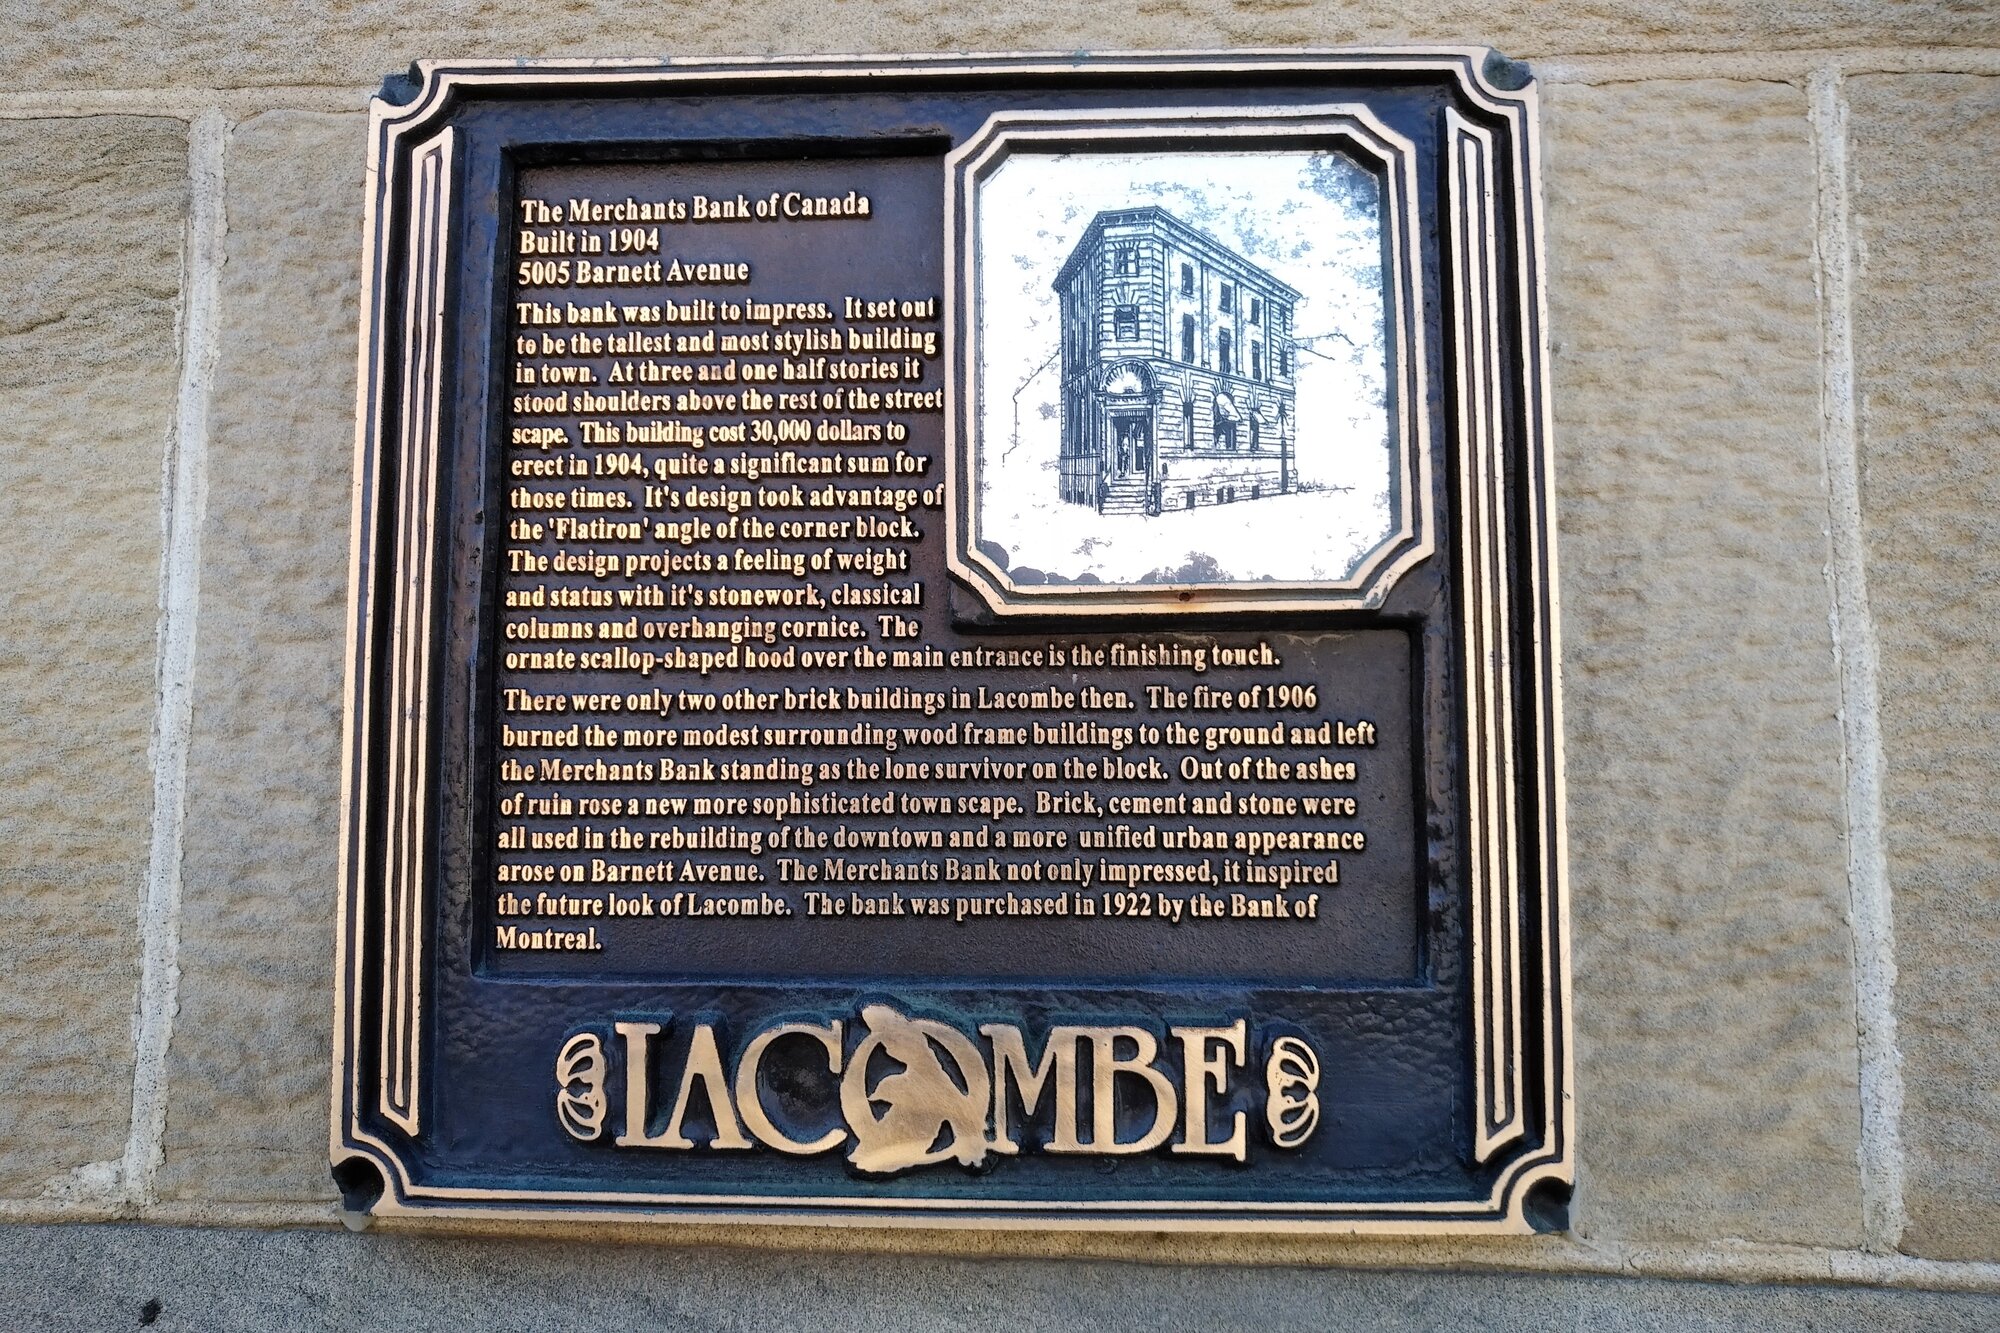 The Merchants Bank of Canada
Built in 1904
5005 Barnett Avenue
This bank was built to impress. It set out
to be the tallest and most stylish building
in town. At three and one half stories it
stood shoulders above the rest of the street
scape. This building cost 30,000 dollars to
erect in 1904, quite a significant sum for
those times. It's design took advantage of
the 'Flatiron' angle of the corner block.
The design projects a feeling of weight
and status with it's stonework, classical
columns and overhanging cornice. The
ornate scallop-shaped hood over the main entrance is the finishing touch.
There were only two other brick buildings in Lacombe then. The fire of 1906
burned the more modest surrounding wood frame buildings to the ground and left
the Merchants Bank standing as the lone survivor on the block. Out of the ashes
of ruin rose a new more sophisticated town scape. Brick, cement and stone were
all used in the rebuilding of the downtown and a more unified urban appearance
arose on Barnett Avenue. The Merchants Bank not only impressed, it inspired
the future look of Lacombe. The bank was purchased in 1922 by the Bank of
Montreal.
LACOMBE